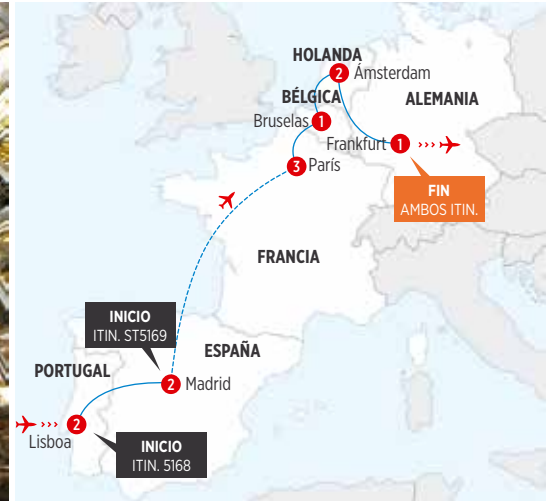 HOLANDA
2 Ámsterdam
BÉLGICA
ALEMANIA
Bruselas 1
Frankfurt 1
3 París
FIN
AMBOS ITIN.
FRANCIA
INICIO
ITIN. ST5169
ESPAÑA
PORTUGAL
2 Madrid
2
Lisboa
INICIO
ITIN. 5168